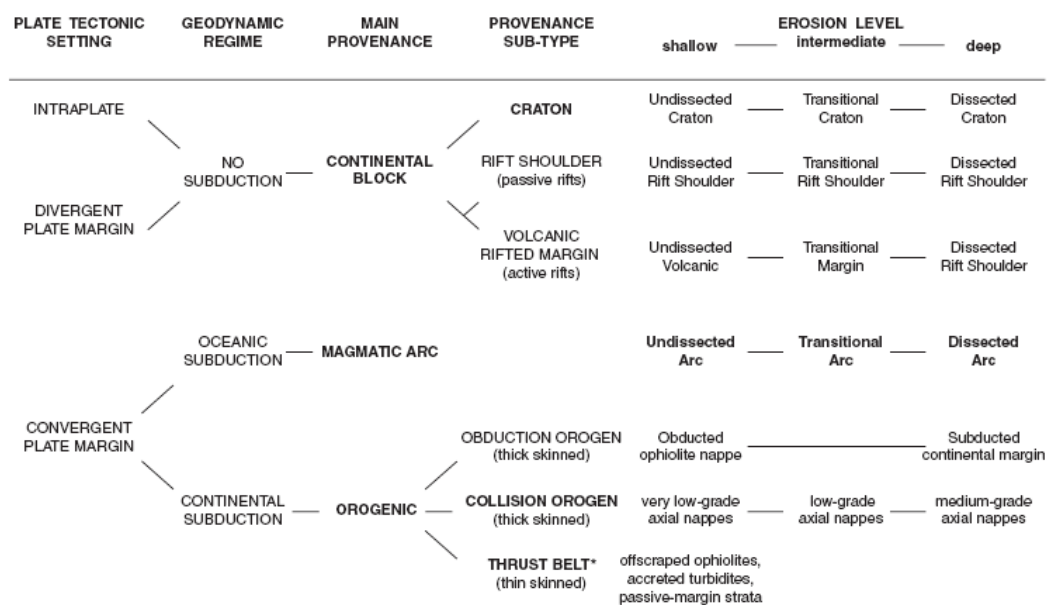 PLATE TECTONIC SETTING
GEODYNAMIC REGIME
MAIN PROVENANCE
PROVENANCE SUB-TYPE
EROSION LEVEL
shallow
intermediate
deep
INTRAPLATE
CRATON
Undissected Craton
Transitional Craton
Dissected Craton
NO SUBDUCTION
CONTINENTAL BLOCK
RIFT SHOULDER
(passive rifts)
Undissected Rift Shoulder
Transitional Rift Shoulder
Dissected Rift Shoulder
DIVERGENT PLATE MARGIN
VOLCANIC RIFTED MARGIN
(active rifts)
Undissected Volcanic
Transitional Margin
Dissected Rift Shoulder
OCEANIC SUBDUCTION
MAGMATIC ARC
Undissected Arc
Transitional Arc
Dissected Arc
CONVERGENT PLATE MARGIN
OBDUCTION OROGEN
(thick skinned)
Obducted ophiolite nappe
Subducted continental margin
CONTINENTAL SUBDUCTION
OROGENIC
COLLISION OROGEN
(thick skinned)
very low-grade axial nappes
low-grade axial nappes
medium-grade axial nappes
THRUST BELT*
(thin skinned)
offscraped ophiolites,
accreted turbidites,
passive-margin strata